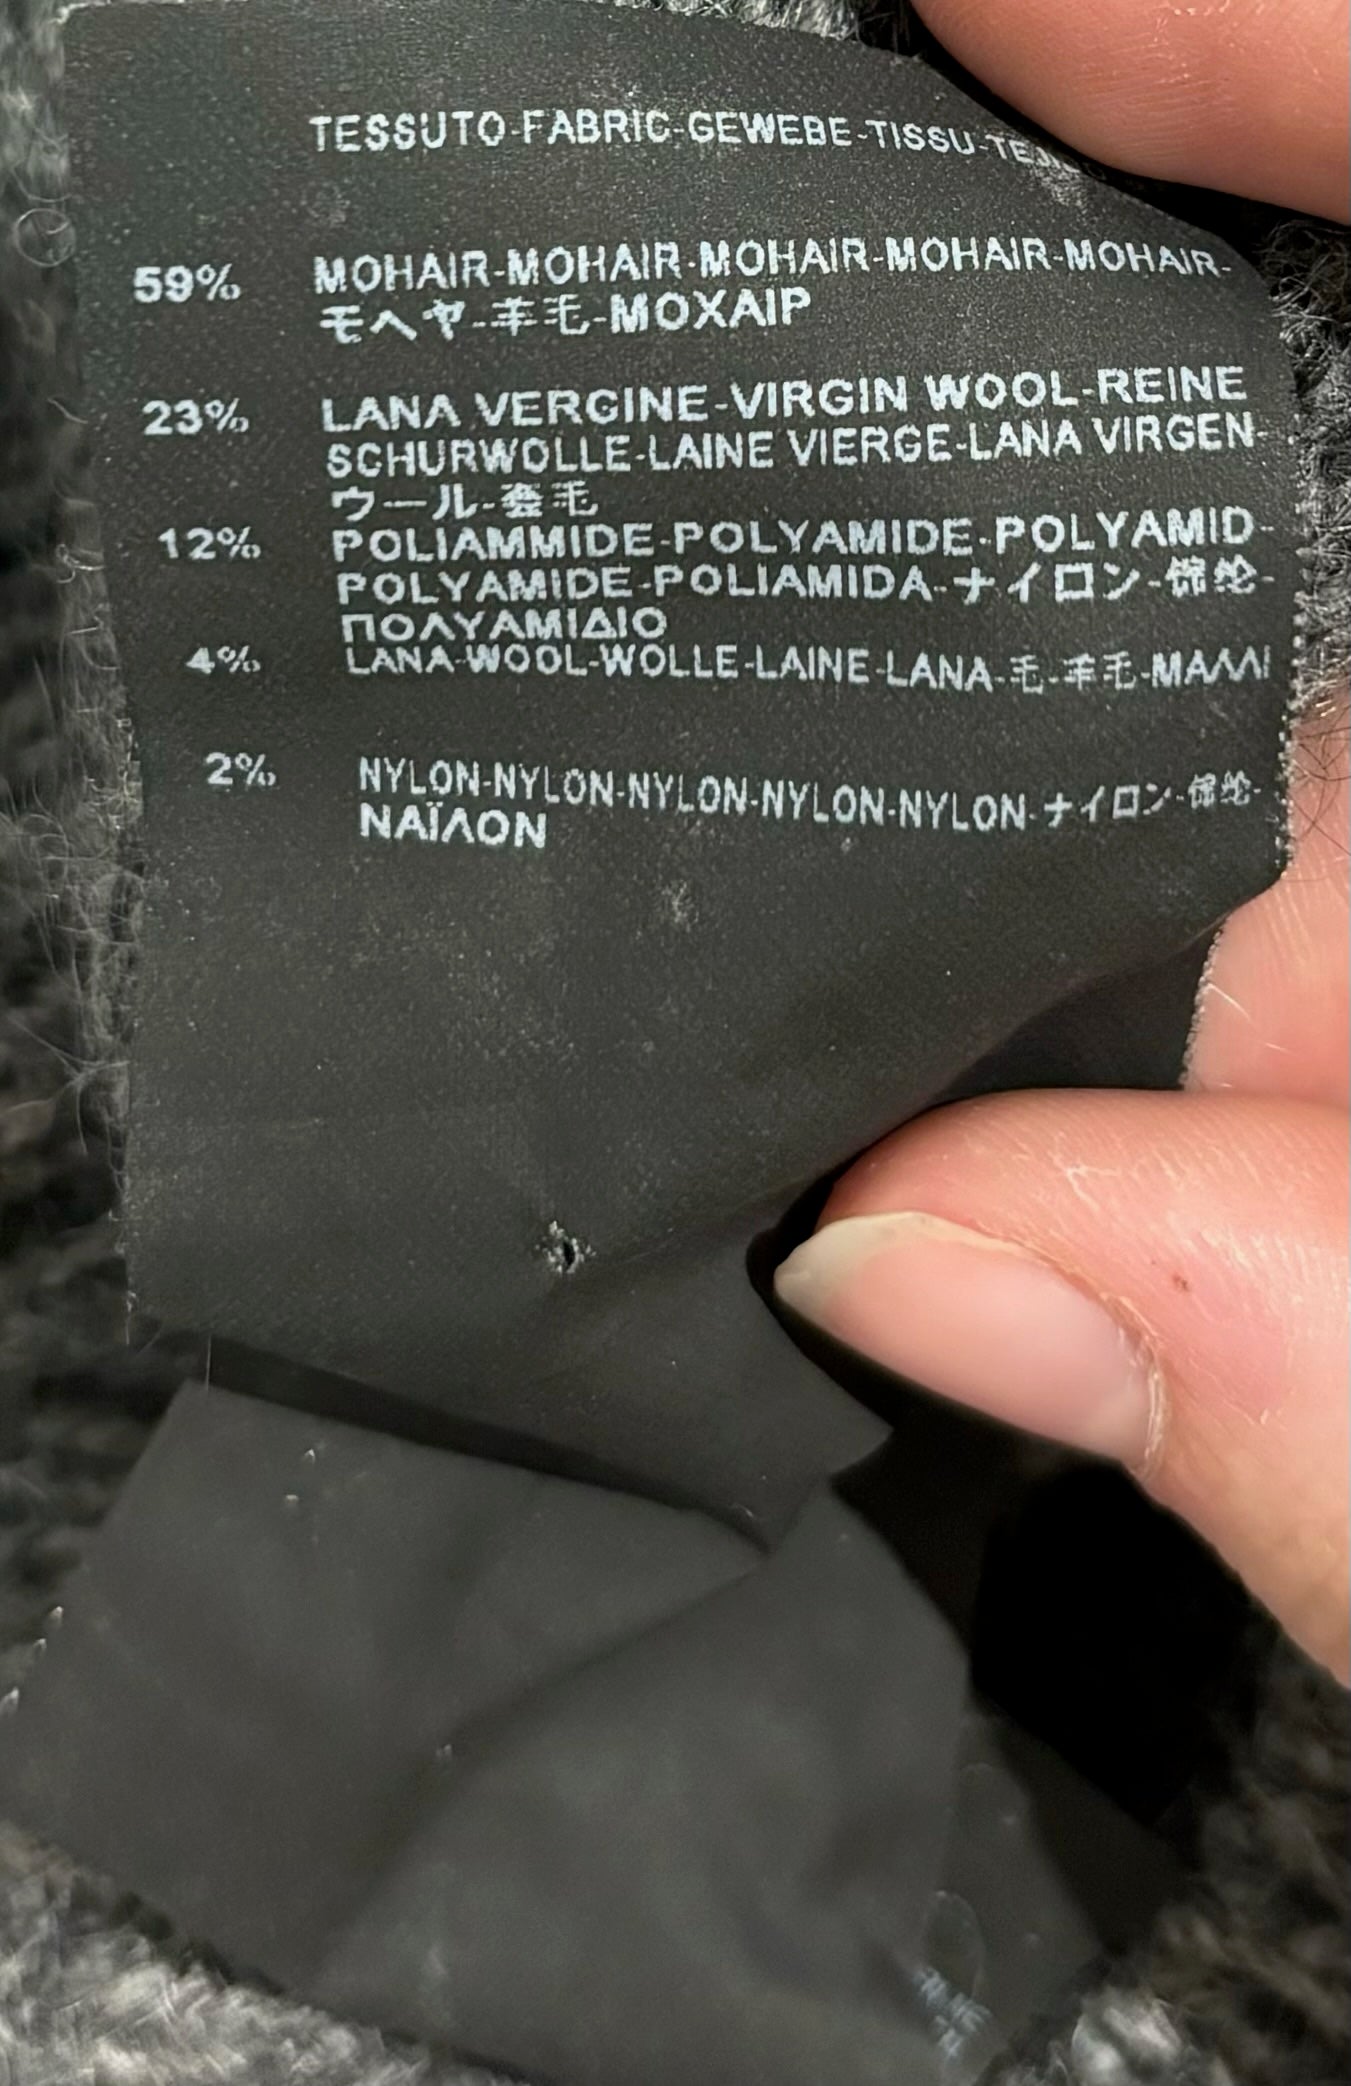 TESSUTO-FABRIC-GEWEBE-TISSU-
59% MOHAIR-MOHAIR-MOHAIR-MOHAIR-MOHAIR-
モヘヤ-羊毛-ΜΟΧΑΙΡ
23% LANA VERGINE-VIRGIN WOOL-REINE
SCHURWOLLE-LAINE VIERGE-LANA VIRGEN-
ウール-毛
12% POLIAMMIDE-POLYAMIDE-POLYAMID-
POLYAMIDE-POLIAMIDA-ナイロン-锦纶-
ΠΟΛΥΑΜΙΔΙΟ
4% LANA-WOOL-WOLLE-LAINE-LANA-毛-羊毛-ΜΑΛΛΙ
2% NYLON-NYLON-NYLON-NYLON-NYLON-ナイロン-锦纶-
ΝΑΪΛΟΝ